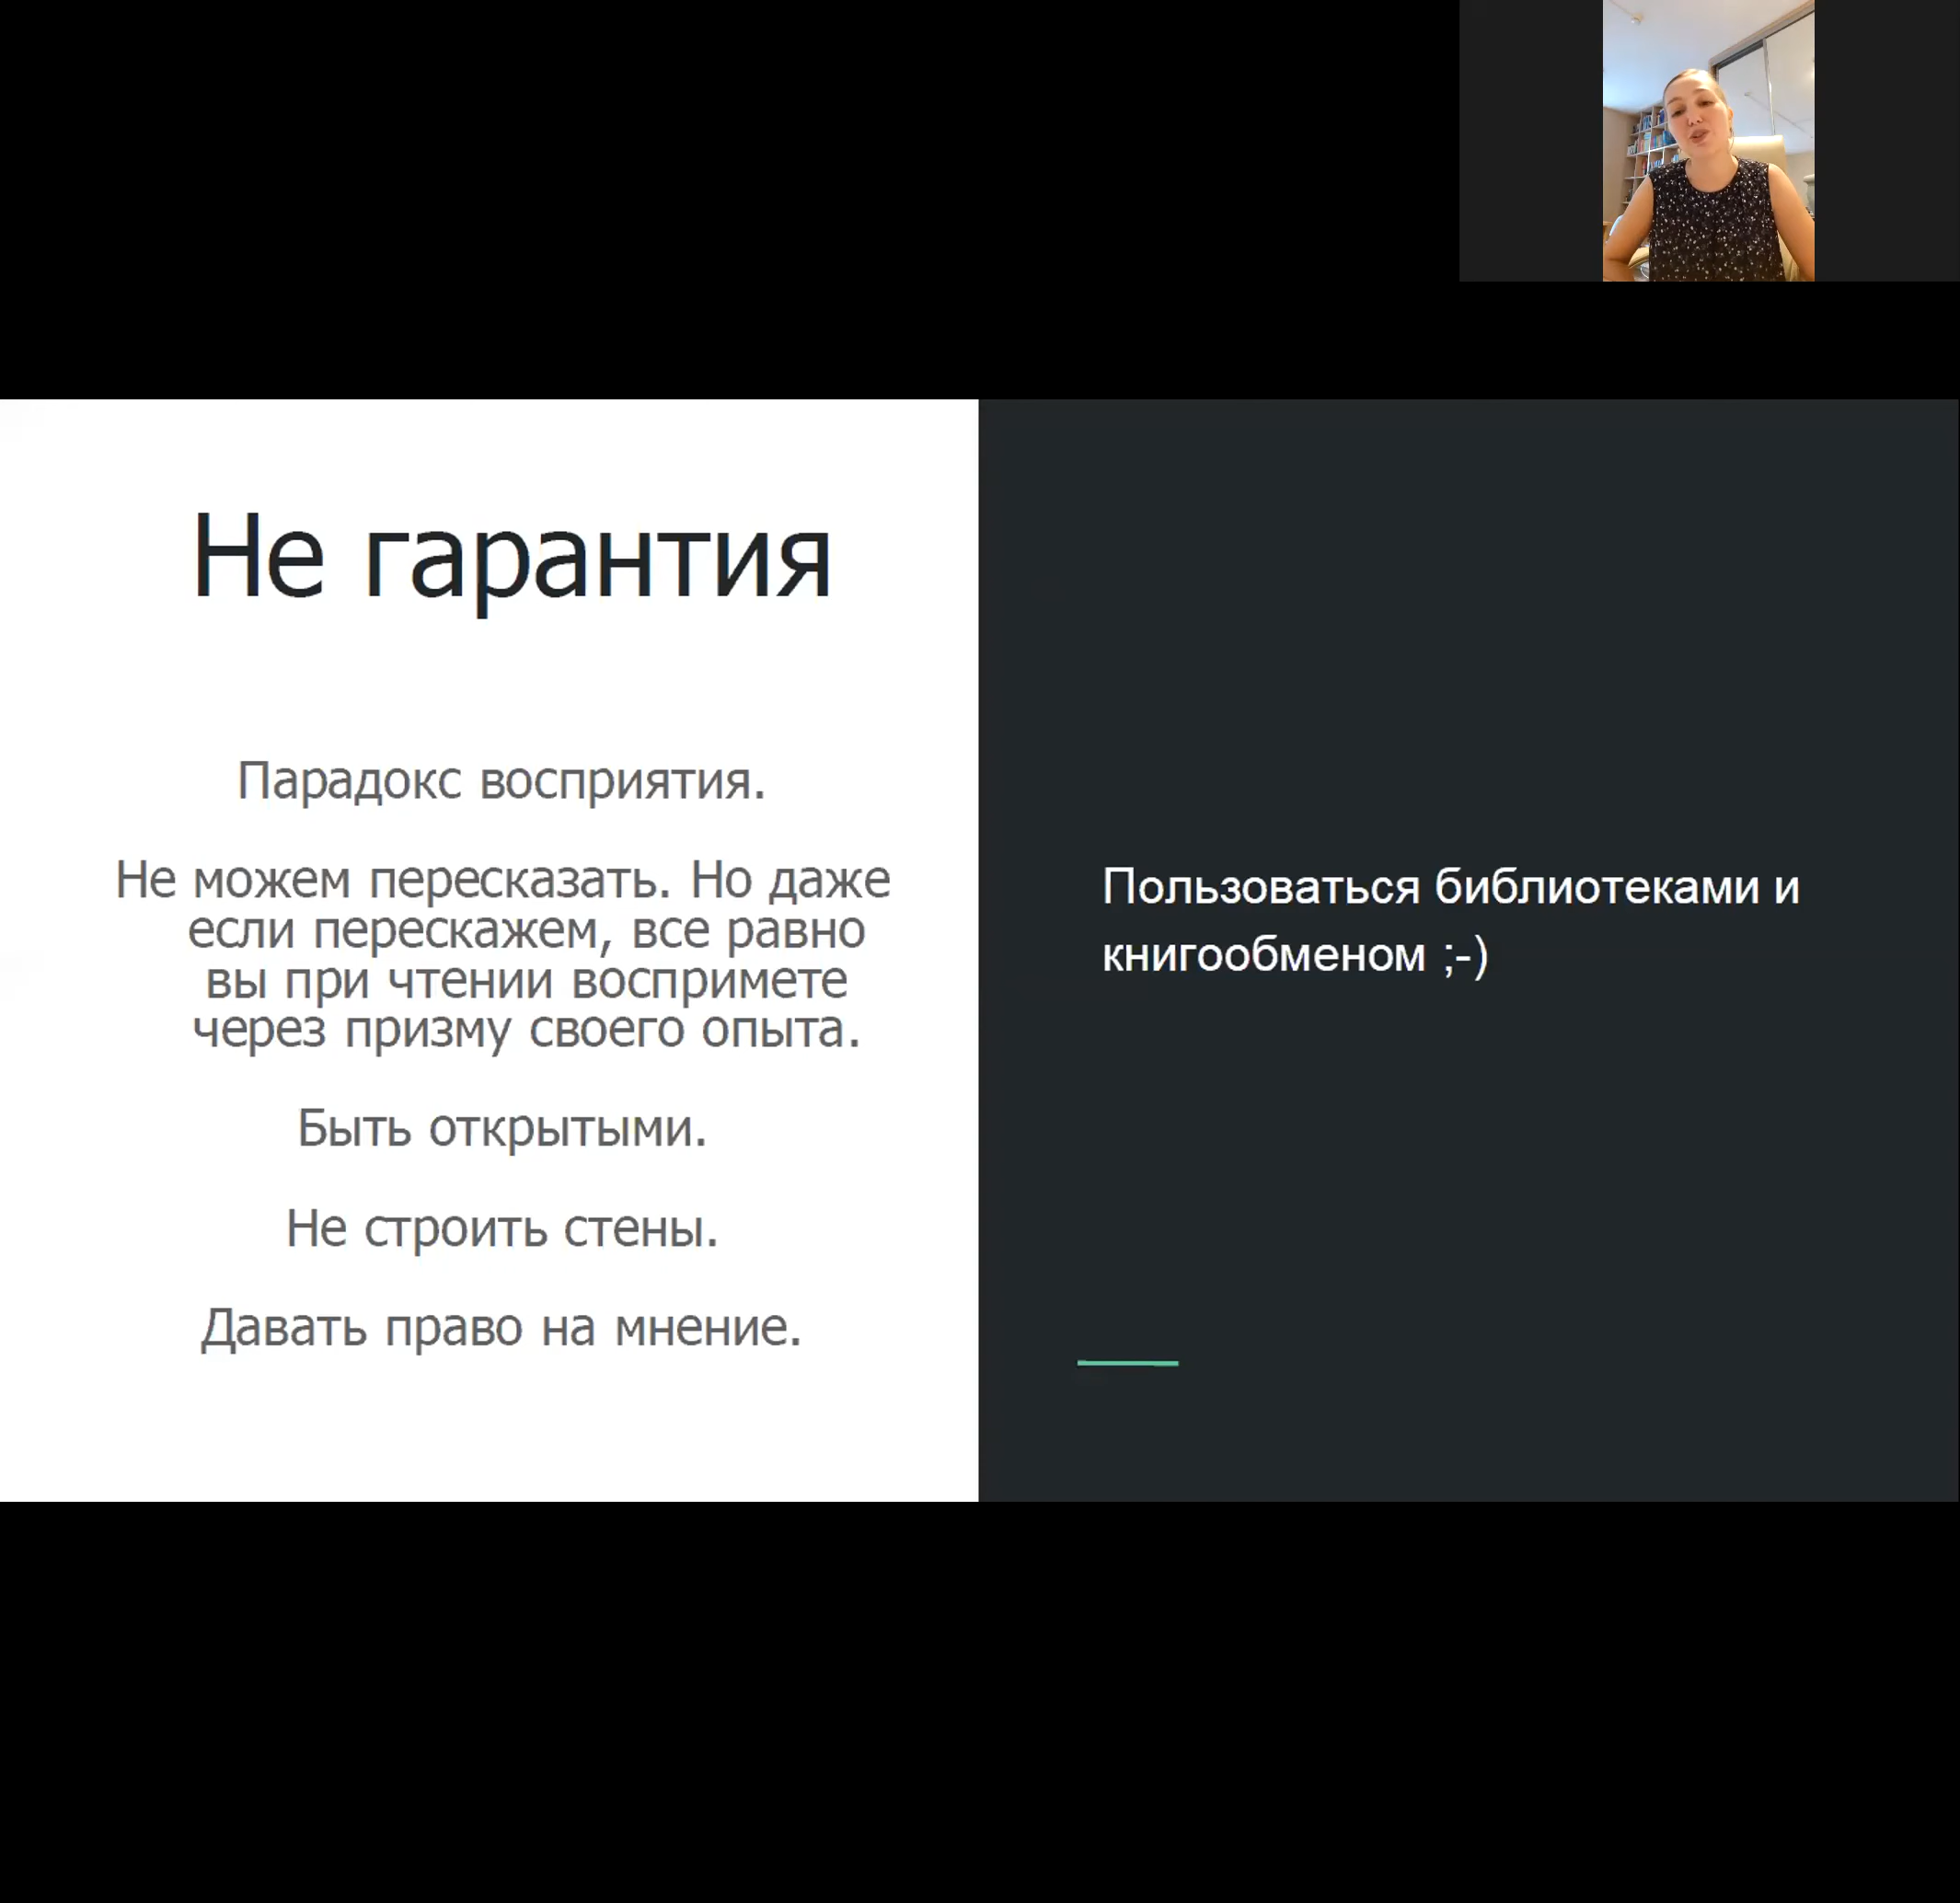 Не гарантия
Парадокс восприятия.
Не можем пересказать. Но даже
если перескажем, все равно
вы при чтении воспримете
через призму своего опыта.
Быть открытыми.
Не строить стены.
Давать право на мнение.
Пользоваться библиотеками и
книгообменом ;-)